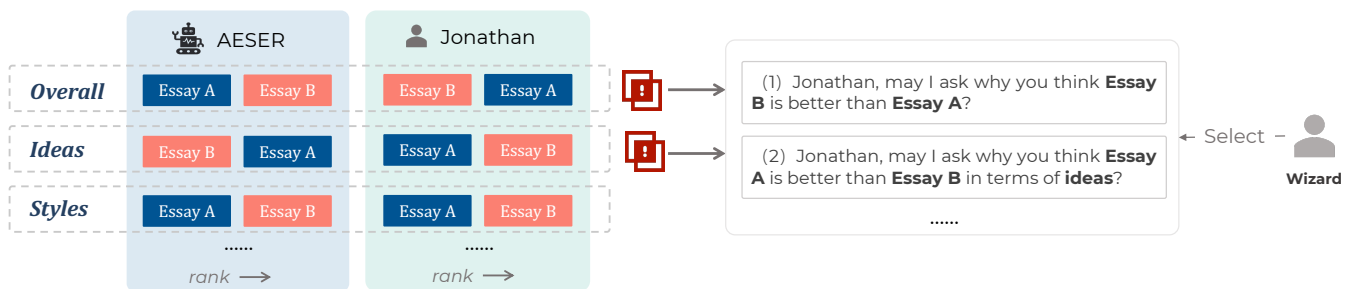 AESER
Jonathan
Overall
Essay A
Essay B
Essay B
Essay A
!
(1) Jonathan, may I ask why you think Essay
B is better than Essay A?
Ideas
Essay B
Essay A
Essay A
Essay B
!
(2) Jonathan, may I ask why you think Essay
A is better than Essay B in terms of ideas?
Select
Wizard
Styles
Essay A
Essay B
Essay A
Essay B
......
......
......
rank
rank